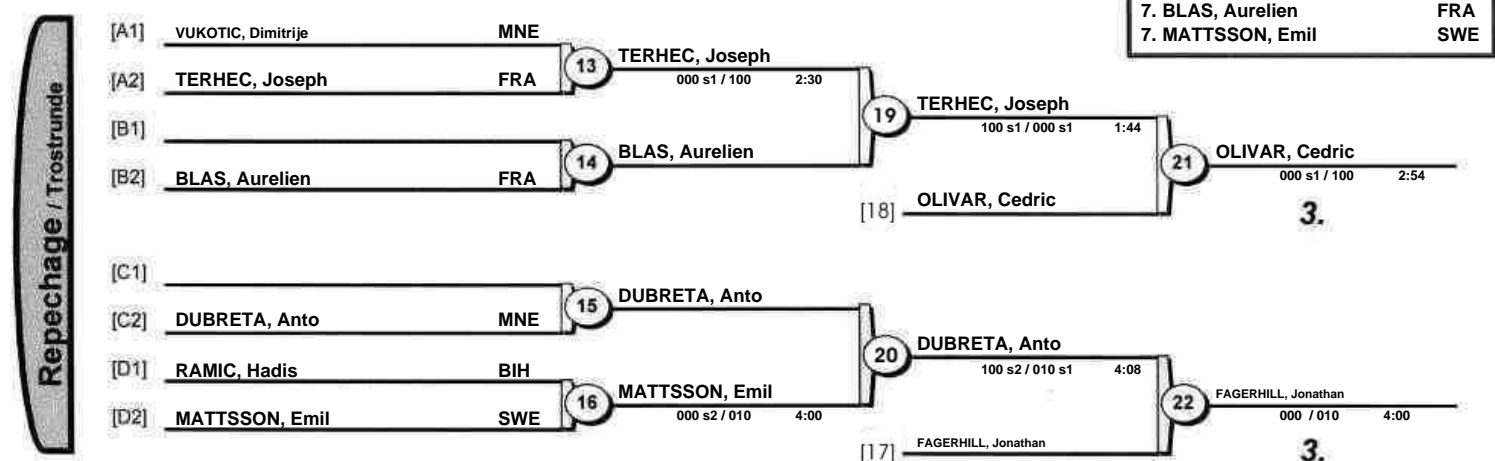 7. BLAS, Aurelien FRA
7. MATTSSON, Emil SWE
Repechage / Trostrunde
[A1] VUKOTIC, Dimitrije MNE
[A2] TERHEC, Joseph FRA
13
TERHEC, Joseph
000 s1 / 100 2:30
[B1]
[B2] BLAS, Aurelien FRA
14
BLAS, Aurelien
19
TERHEC, Joseph
100 s1 / 000 s1 1:44
[18] OLIVAR, Cedric
21
OLIVAR, Cedric
000 s1 / 100 2:54
3.
[C1]
[C2] DUBRETA, Anto MNE
15
DUBRETA, Anto
[D1] RAMIC, Hadis BIH
[D2] MATTSSON, Emil SWE
16
MATTSSON, Emil
000 s2 / 010 4:00
20
DUBRETA, Anto
100 s2 / 010 s1 4:08
[17] FAGERHILL, Jonathan
22
FAGERHILL, Jonathan
000 / 010 4:00
3.